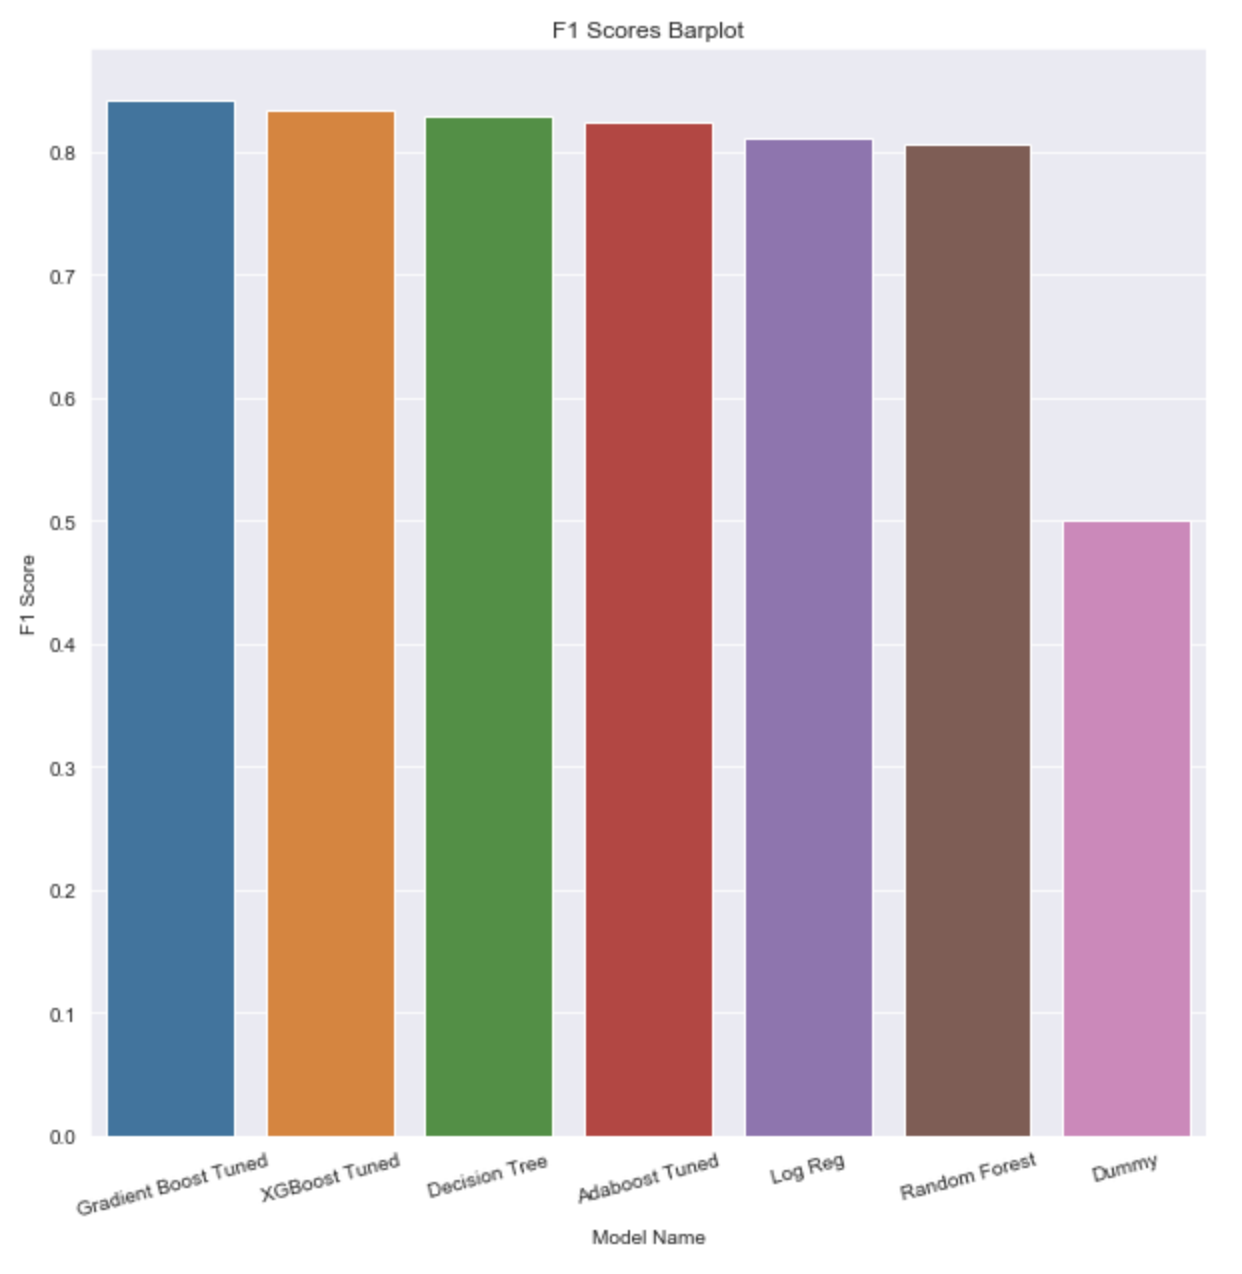 F1 Scores Barplot
0.8
0.7
0.6
0.5
0.4
0.3
0.2
0.1
0.0
F1 Score
Gradient Boost Tuned
XGBoost Tuned
Decision Tree
Adaboost Tuned
Log Reg
Random Forest
Dummy
Model Name